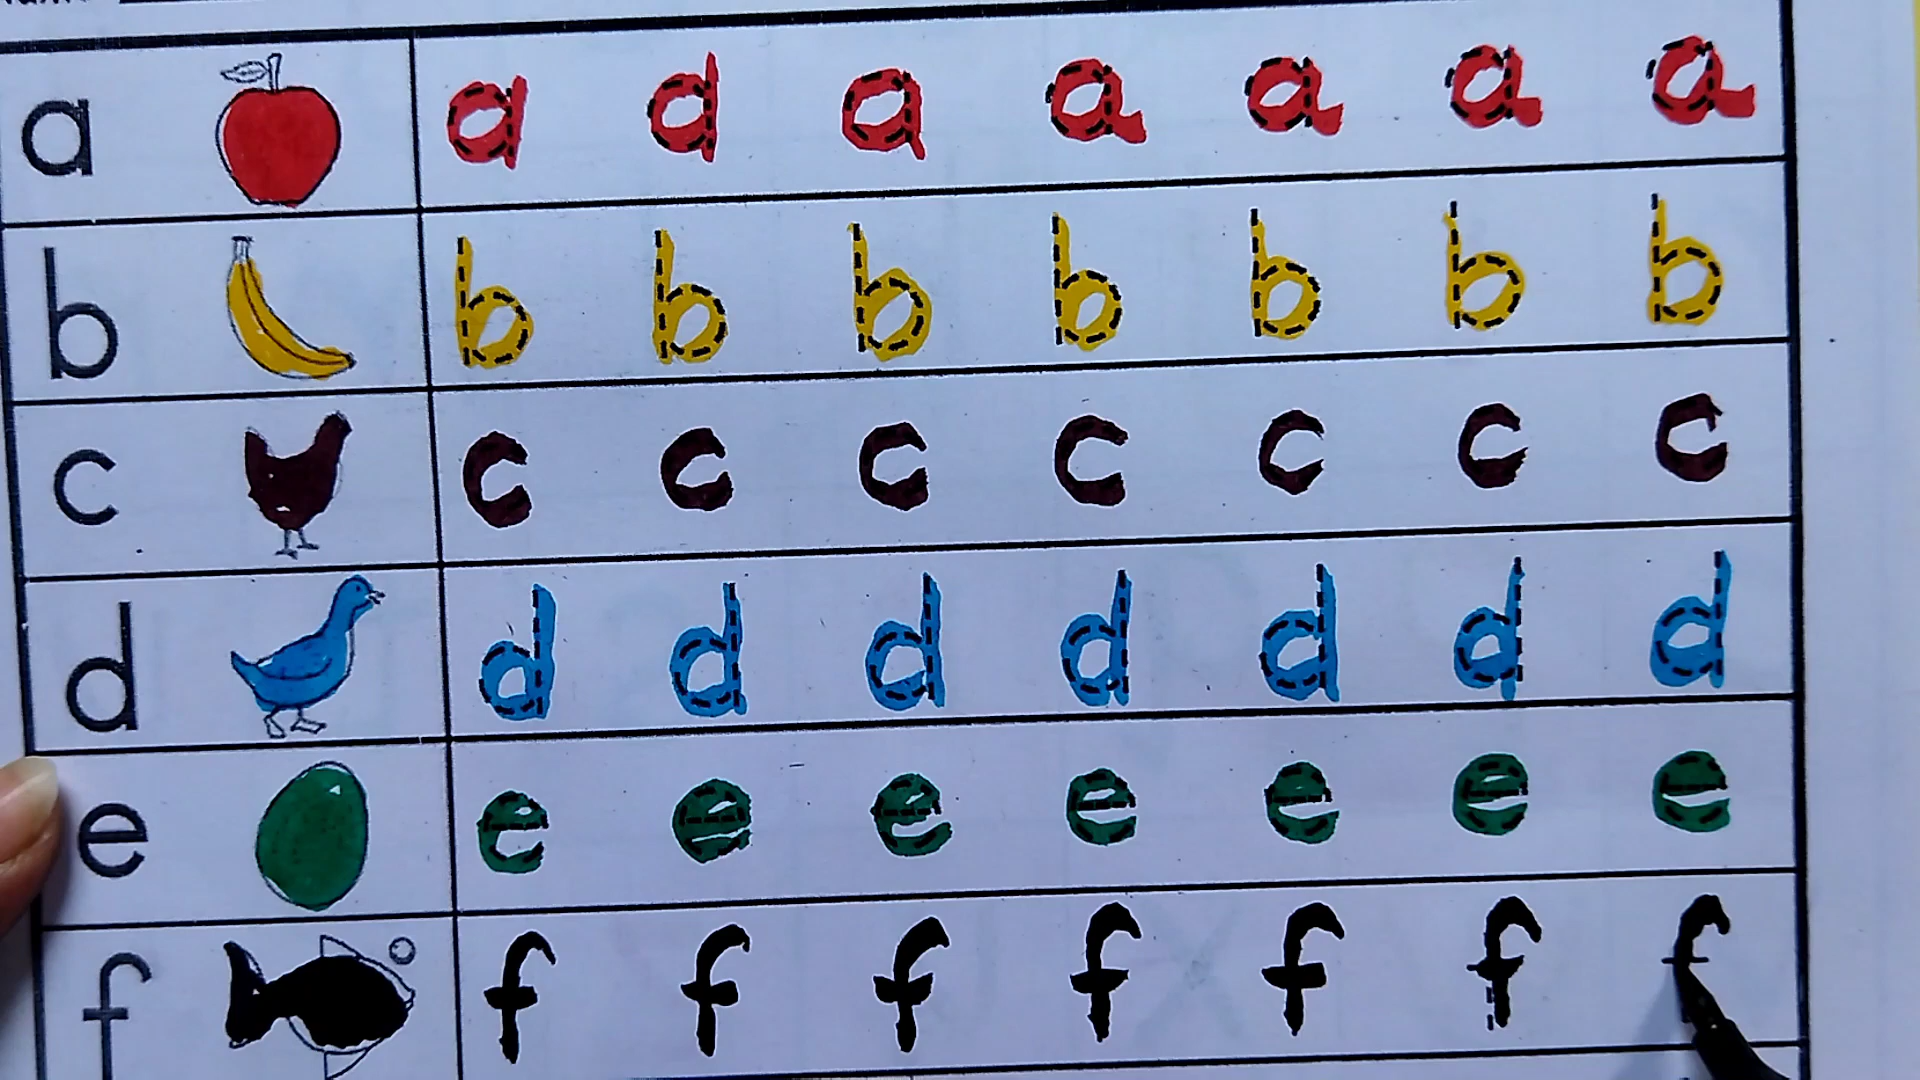 a a a a a a a a
b b b b b b b b
c c c c c c c c
d d d d d d d d
e e e e e e e e
f f f f f f f f